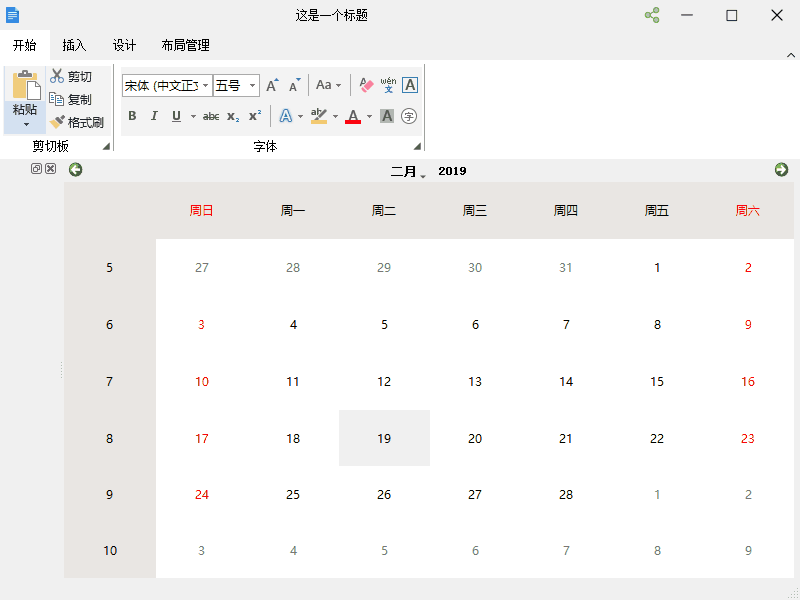 这是一个标题
开始 插入 设计 布局管理
粘贴 剪切 复制 格式刷
宋体 (中文正文 五号 A A Aa A wén 文 A
B I U abc x₂ x² A aby A A 字
剪切板 字体
二月 2019
周日 周一 周二 周三 周四 周五 周六
5 27 28 29 30 31 1 2
6 3 4 5 6 7 8 9
7 10 11 12 13 14 15 16
8 17 18 19 20 21 22 23
9 24 25 26 27 28 1 2
10 3 4 5 6 7 8 9